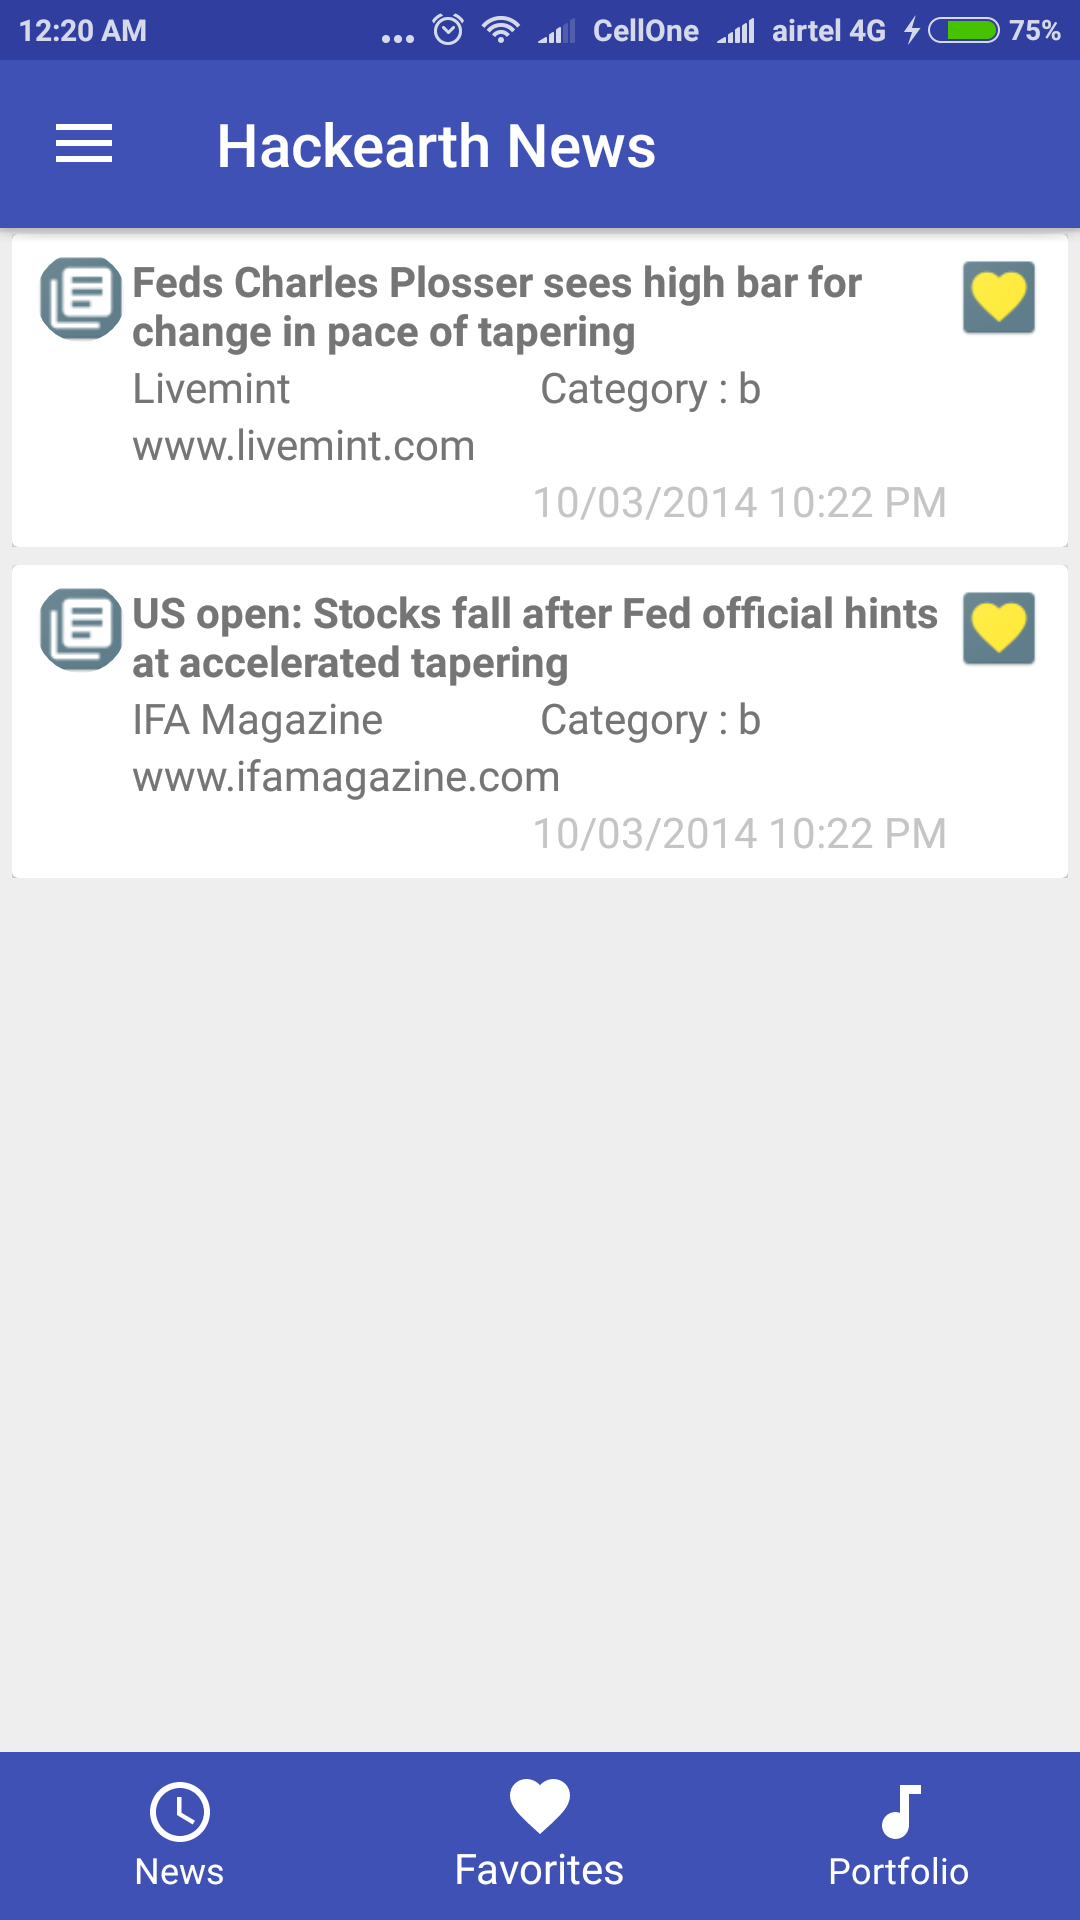 12:20 AM ... CellOne airtel 4G 75%
Hackearth News
Feds Charles Plosser sees high bar for
change in pace of tapering
Livemint Category : b
www.livemint.com
10/03/2014 10:22 PM
US open: Stocks fall after Fed official hints
at accelerated tapering
IFA Magazine Category : b
www.ifamagazine.com
10/03/2014 10:22 PM
News Favorites Portfolio